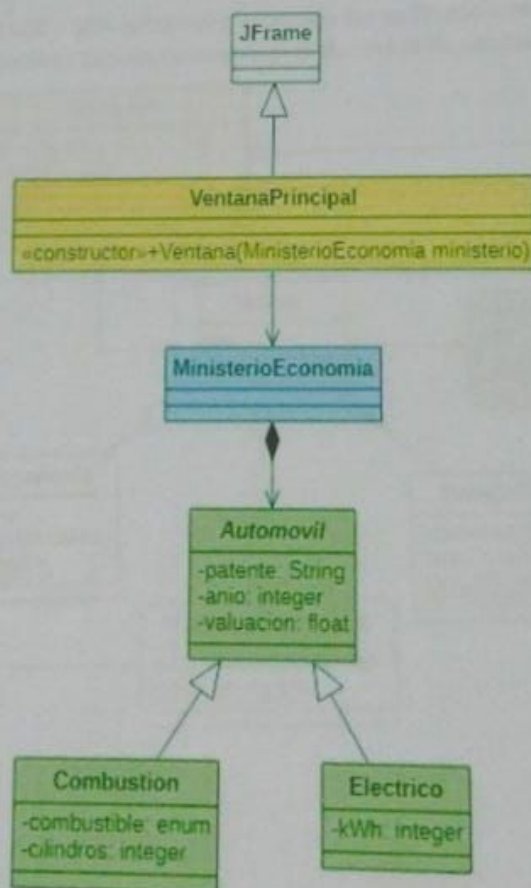 JFrame
VentanaPrincipal
«constructor»+Ventana(MinisterioEconomia ministerio)
MinisterioEconomia
Automovil
-patente: String
-anio: integer
-valuacion: float
Combustion
-combustible: enum
-cilindros: integer
Electrico
-kWh: integer